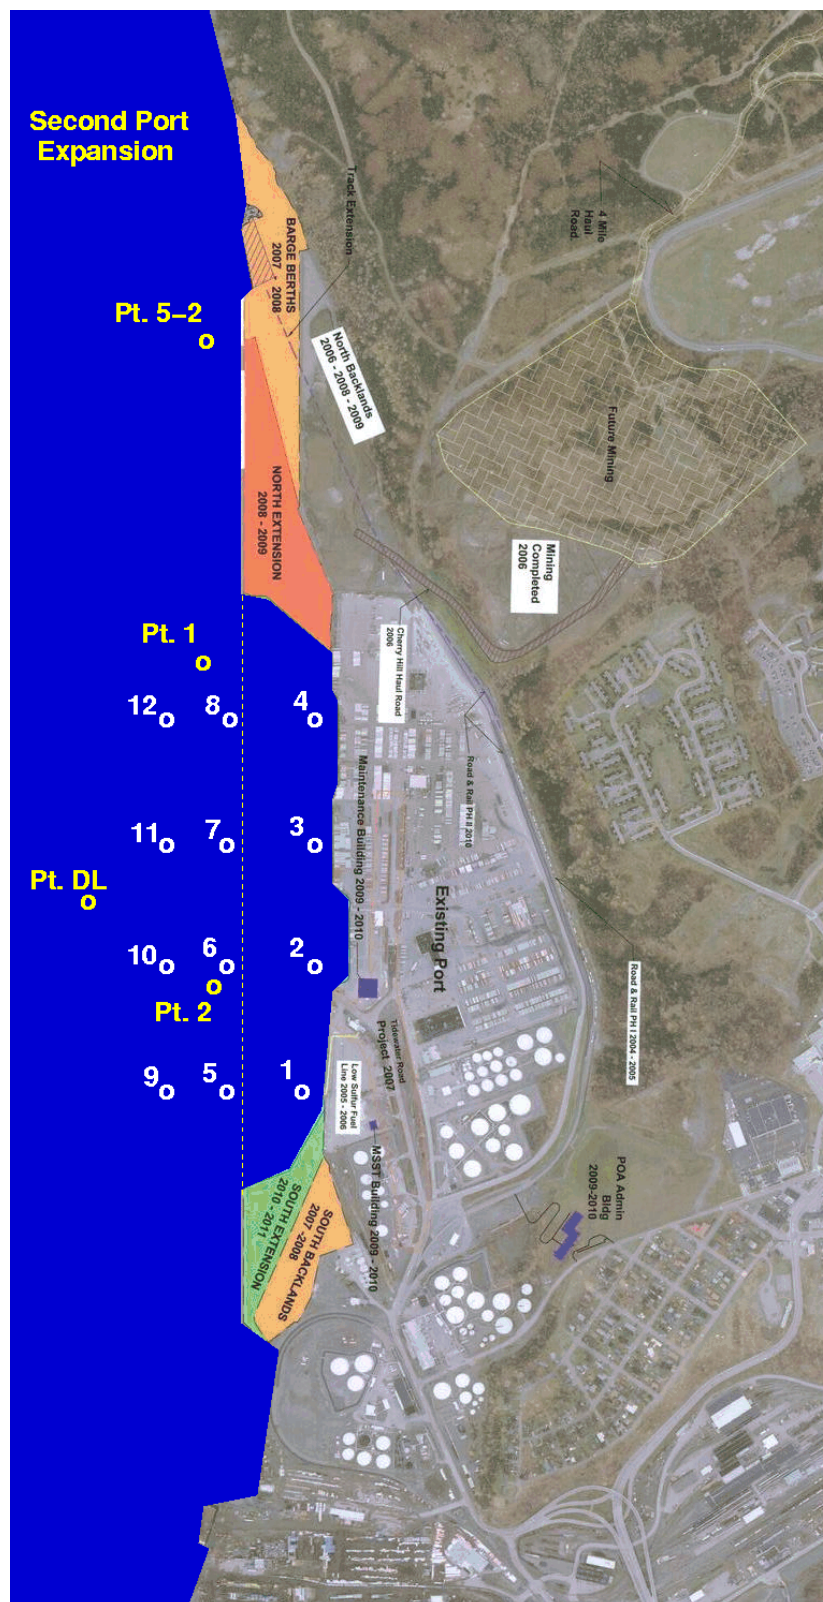 Second Port
Expansion
Track Extension
4 Mile
Haul
Road
BARGE BERTHS
2007 - 2008
Pt. 5-2
North Backlands
2006 - 2008 - 2009
Future Mining
NORTH EXTENSION
2008 - 2009
Mining
Completed
2006
Pt. 1
Cherry Hill Haul Road
2006
12
8
4
Road & Rail PH II 2010
Maintenance Building 2009 - 2010
11
7
3
Pt. DL
Existing Port
10
6
2
Road & Rail PH I 2004 - 2005
Pt. 2
Tidewater Road
Project 2007
9
5
1
Low Sulfur Fuel
Line 2005 - 2006
MSST Building 2009 - 2010
POA Admin
Bldg
2009-2010
SOUTH EXTENSION
2010 - 2011
SOUTH BACKLANDS
2007 -2008